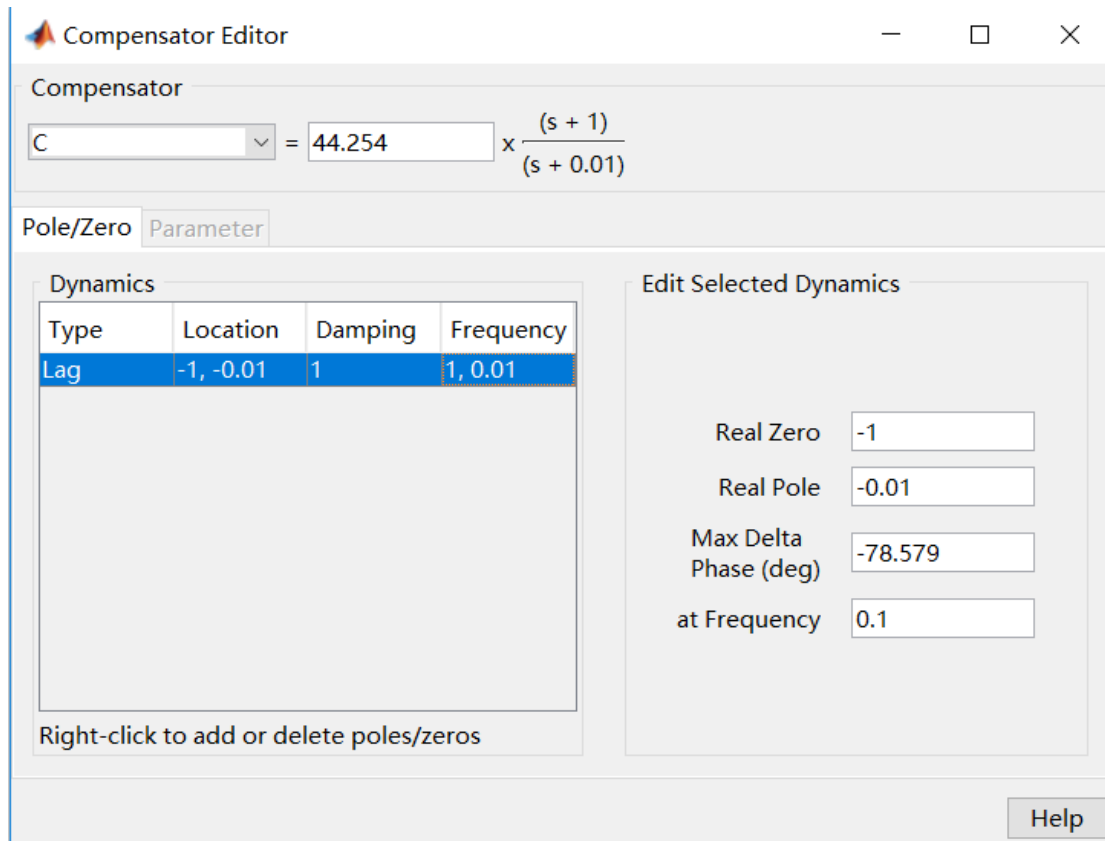 Compensator Editor
Compensator
C = 44.254 x (s + 1)
(s + 0.01)
Pole/Zero Parameter
Dynamics
Type Location Damping Frequency
Lag -1, -0.01 1 1, 0.01
Right-click to add or delete poles/zeros
Edit Selected Dynamics
Real Zero -1
Real Pole -0.01
Max Delta
Phase (deg) -78.579
at Frequency 0.1
Help